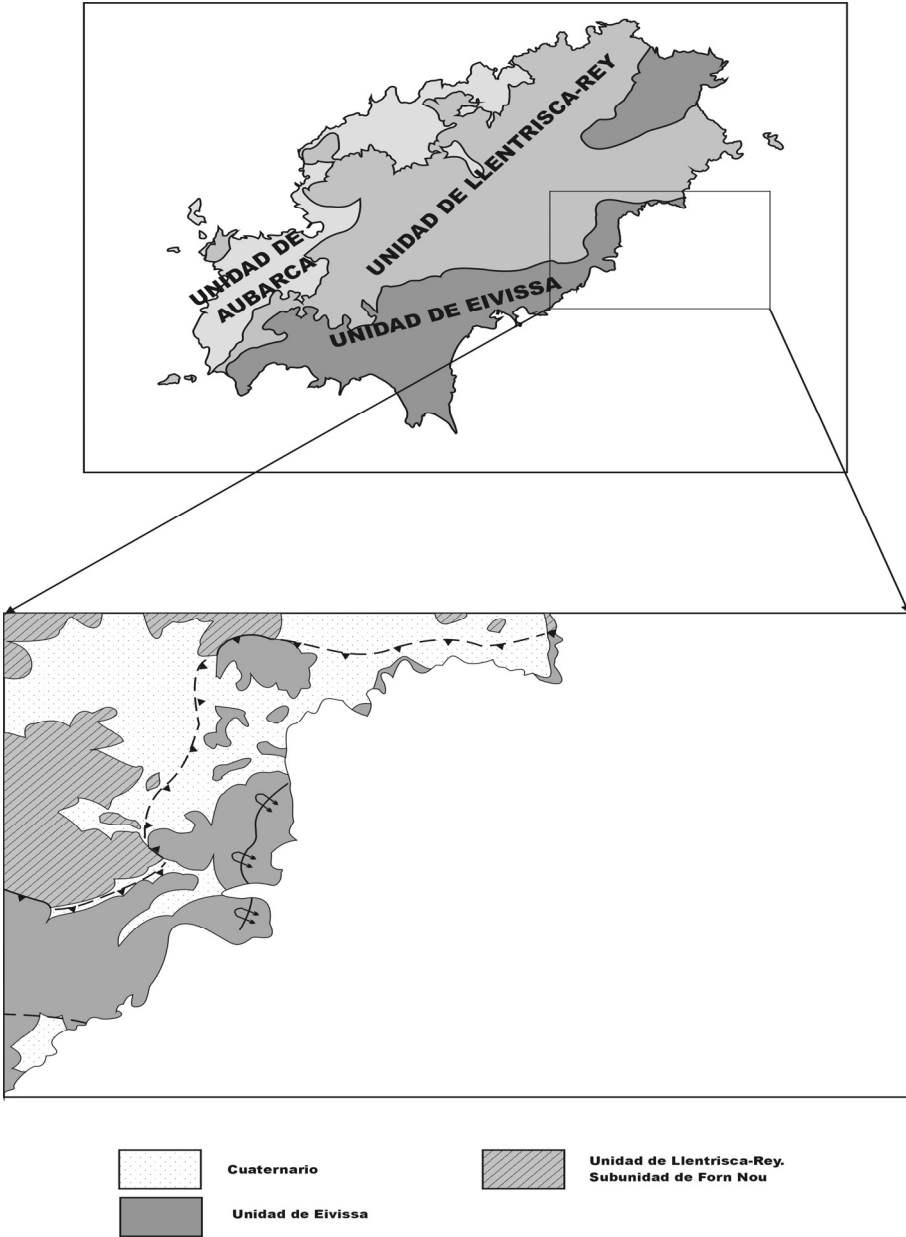 UNIDAD DE LLENTRISCA-REY
UNIDAD DE
AUBARCA
UNIDAD DE EIVISSA
Cuaternario
Unidad de Eivissa
Unidad de Llentrisca-Rey.
Subunidad de Forn Nou